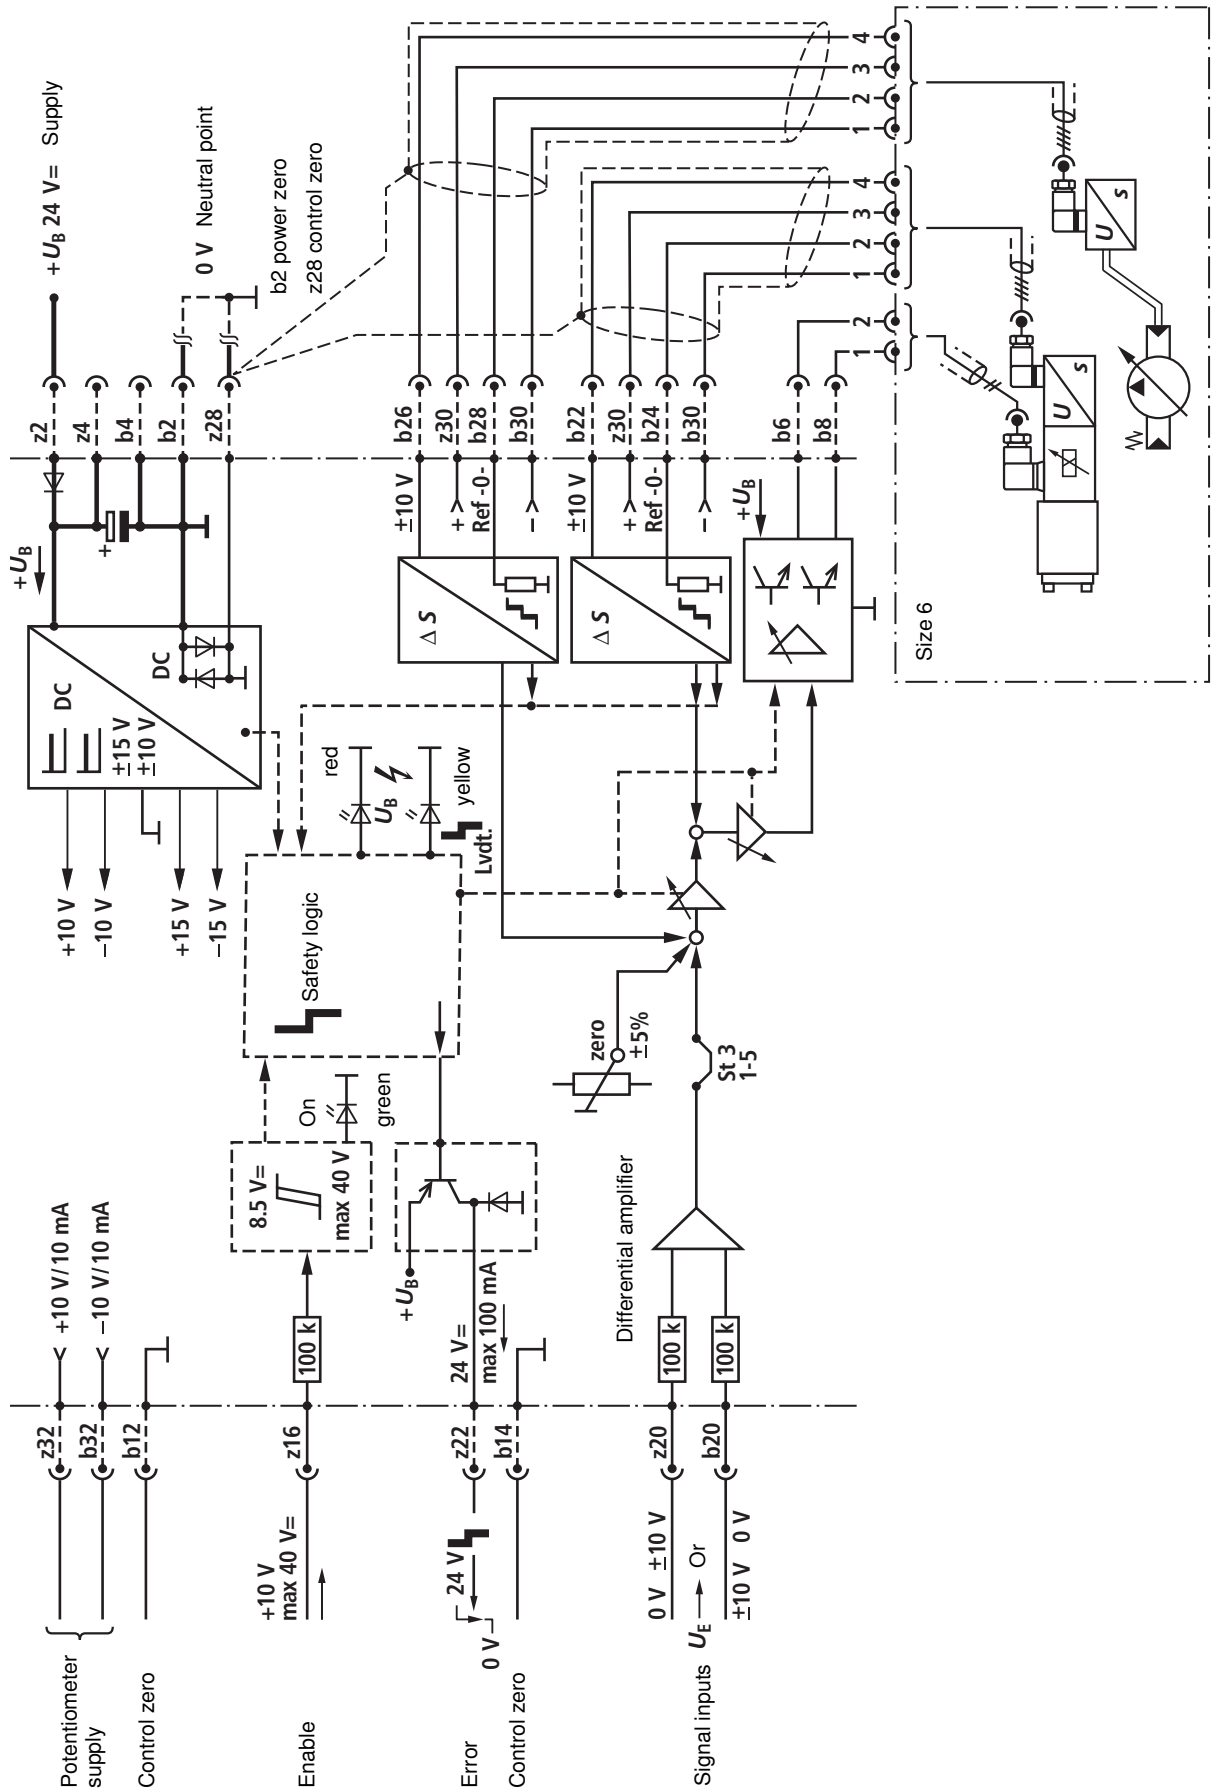 Potentiometer
supply
Control zero
Enable
Error
Control zero
Signal inputs
+10 V
max 40 V=
24 V
0 V
0 V ±10 V
UE
Or
±10 V 0 V
z32
b32
b12
z16
z22
b14
z20
b20
+10 V/10 mA
–10 V/10 mA
100 k
24 V=
max 100 mA
100 k
100 k
Differential amplifier
8.5 V=
max 40 V
On
green
+UB
zero
±5%
St 3
1-5
Safety logic
+10 V
–10 V
+15 V
–15 V
red
UB
yellow
Lvdt.
DC
DC
±15 V
±10 V
+UB
+
Δ S
Δ S
±10 V
+
Ref -0-
–
±10 V
+
Ref -0-
–
+UB
z2
z4
b4
b2
z28
b26
z30
b28
b30
b22
z30
b24
b30
b6
b8
+UB 24 V= Supply
0 V Neutral point
b2 power zero
z28 control zero
4
3
2
1
4
3
2
1
2
1
Size 6
U
s
U
s